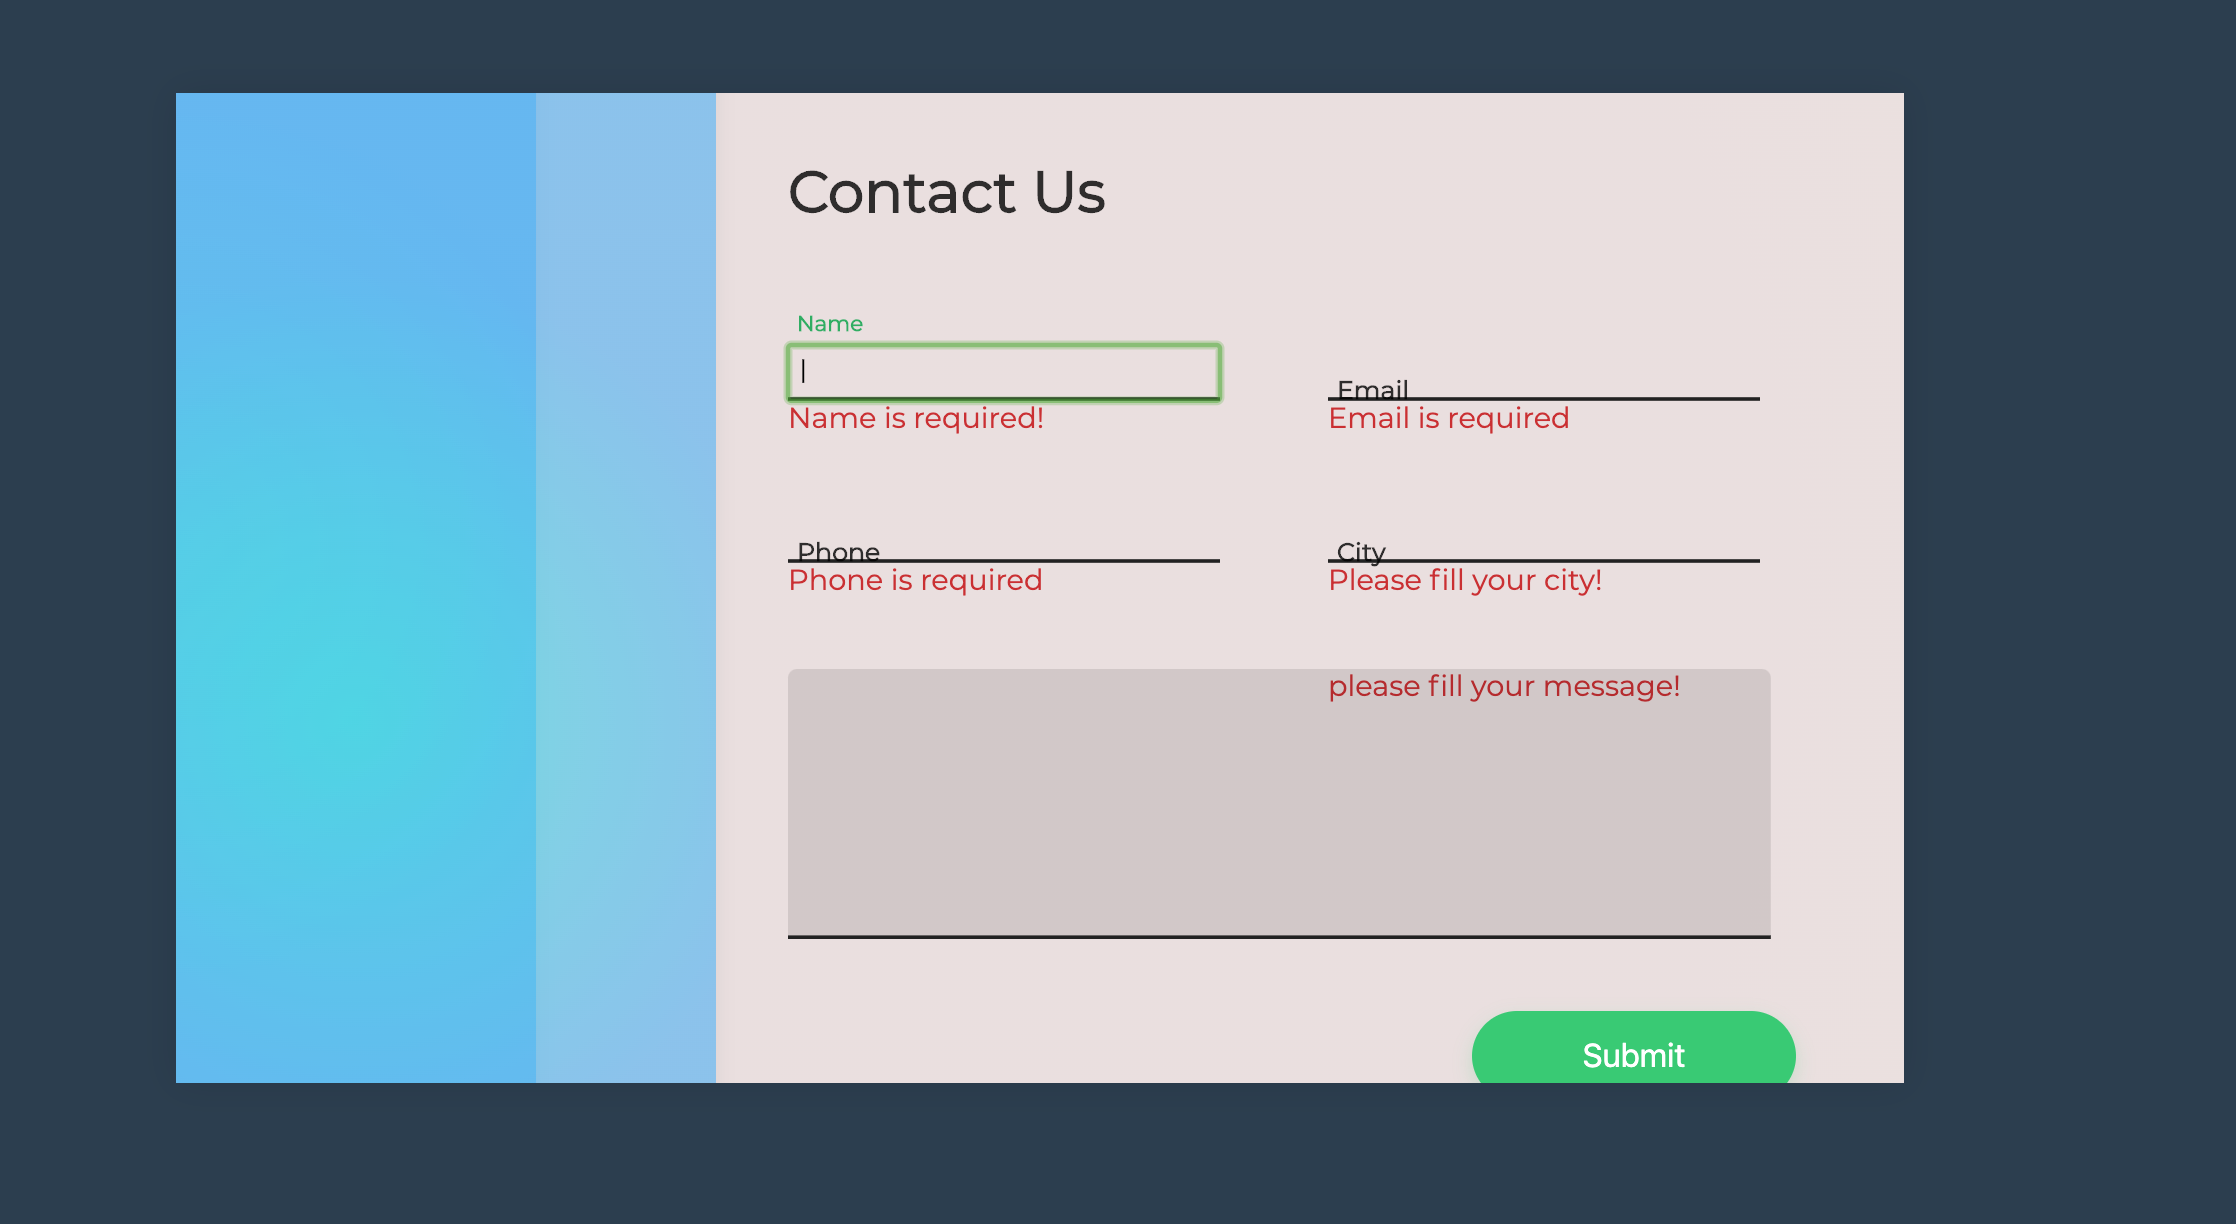 Contact Us
Name
Email
Name is required!
Email is required
Phone
City
Phone is required
Please fill your city!
please fill your message!
Submit